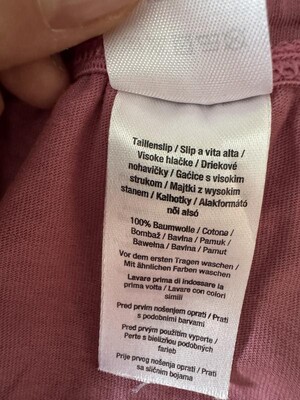 Taillenslip / Slip a vita alta /
Visoke hlačke / Driekové
nohavičky / Gaćice s visokim
strukom / Majtki z wysokim
stanem / Kalhotky / Alakformátó
női alsó
100% Baumwolle / Cotone /
Bombaž / Bavlna / Pamuk /
Bawełna / Bavlna / Pamut
Vor dem ersten Tragen waschen /
Mit ähnlichen Farben waschen
Lavare prima di indossare la
prima volta / Lavare con colori
simili
Pred prvim nošenjem oprati / Prati
s podobnimi barvami
Pred prvým použitím vyperte /
Perte s bielizňou podobných
farieb
Prije prvog nošenja oprati / Prati
sa sličnim bojama